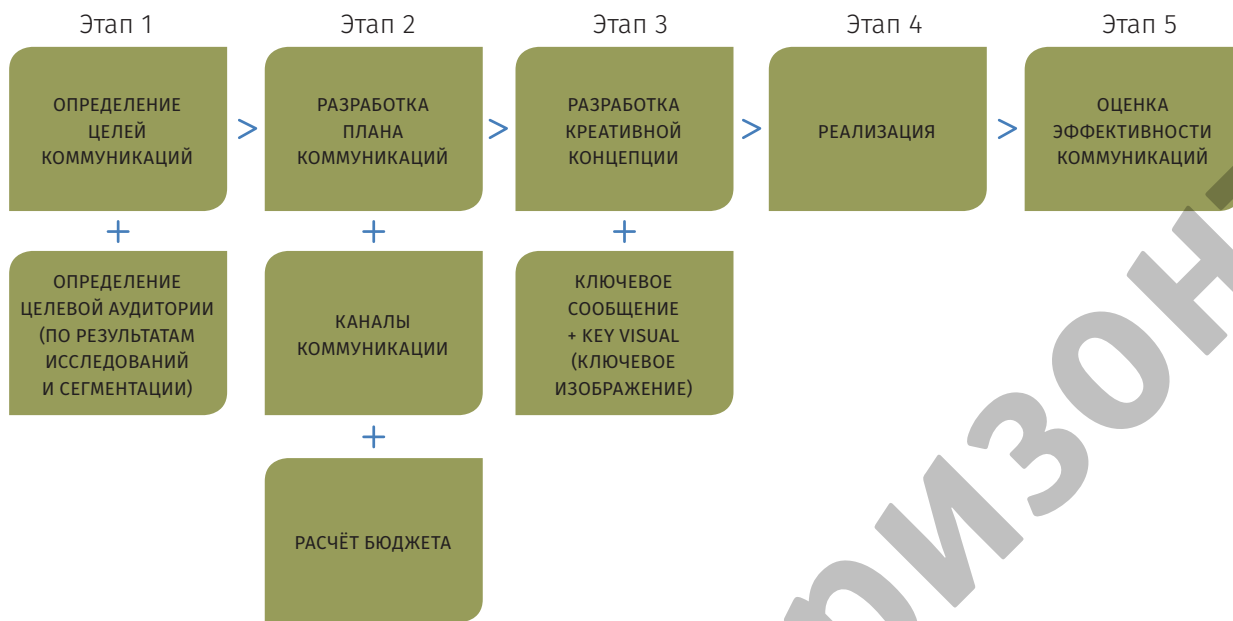 Этап 1
Этап 2
Этап 3
Этап 4
Этап 5
ОПРЕДЕЛЕНИЕ
ЦЕЛЕЙ
КОММУНИКАЦИЙ
>
РАЗРАБОТКА
ПЛАНА
КОММУНИКАЦИЙ
>
РАЗРАБОТКА
КРЕАТИВНОЙ
КОНЦЕПЦИИ
>
РЕАЛИЗАЦИЯ
>
ОЦЕНКА
ЭФФЕКТИВНОСТИ
КОММУНИКАЦИЙ
+
+
+
ОПРЕДЕЛЕНИЕ
ЦЕЛЕВОЙ АУДИТОРИИ
(ПО РЕЗУЛЬТАТАМ
ИССЛЕДОВАНИЙ
И СЕГМЕНТАЦИИ)
КАНАЛЫ
КОММУНИКАЦИИ
КЛЮЧЕВОЕ
СООБЩЕНИЕ
+ KEY VISUAL
(КЛЮЧЕВОЕ
ИЗОБРАЖЕНИЕ)
+
РАСЧЁТ БЮДЖЕТА
ризон